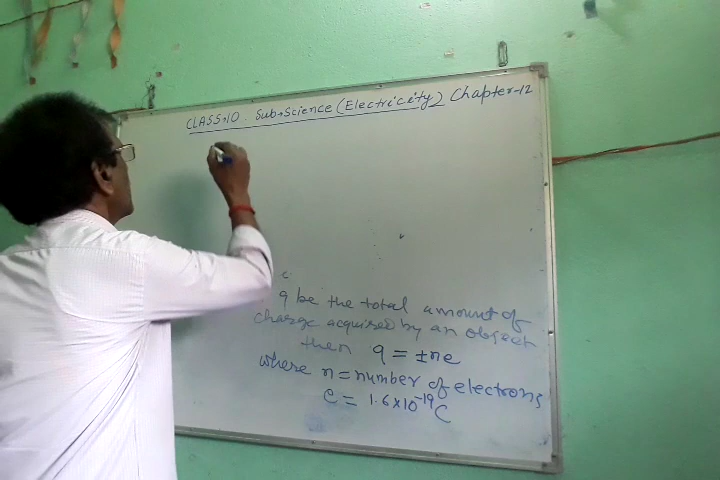 CLASS-10. Sub→Science (Electricity) Chapter-12
c
q be the total amount of
charge acquired by an object
then q = ±ne
where n = number of electrons
e = 1.6×10⁻¹⁹C